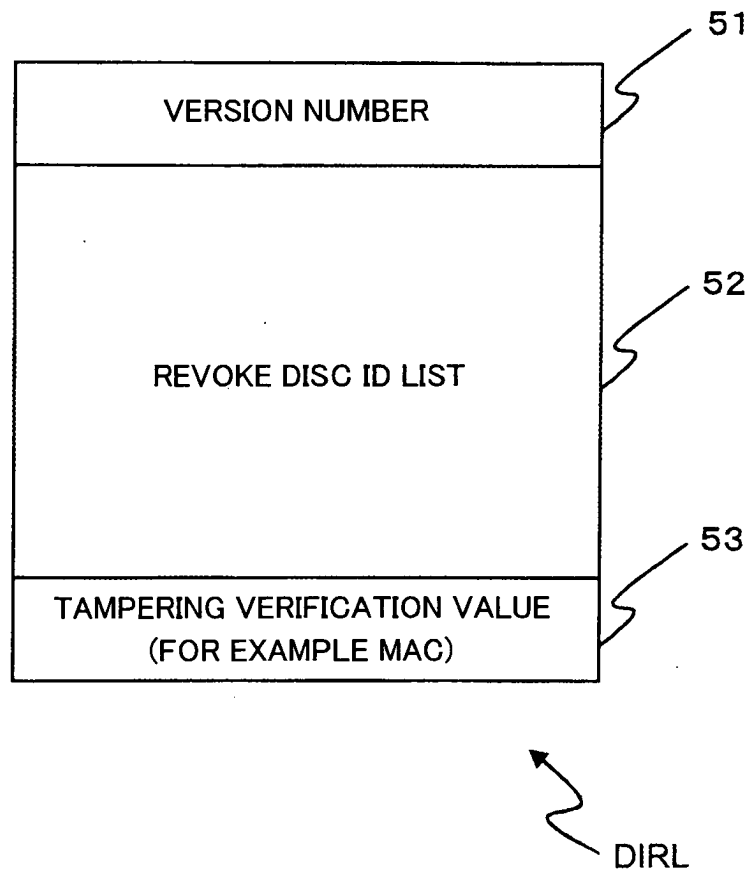 51
VERSION NUMBER
52
REVOKE DISC ID LIST
53
TAMPERING VERIFICATION VALUE
(FOR EXAMPLE MAC)
DIRL